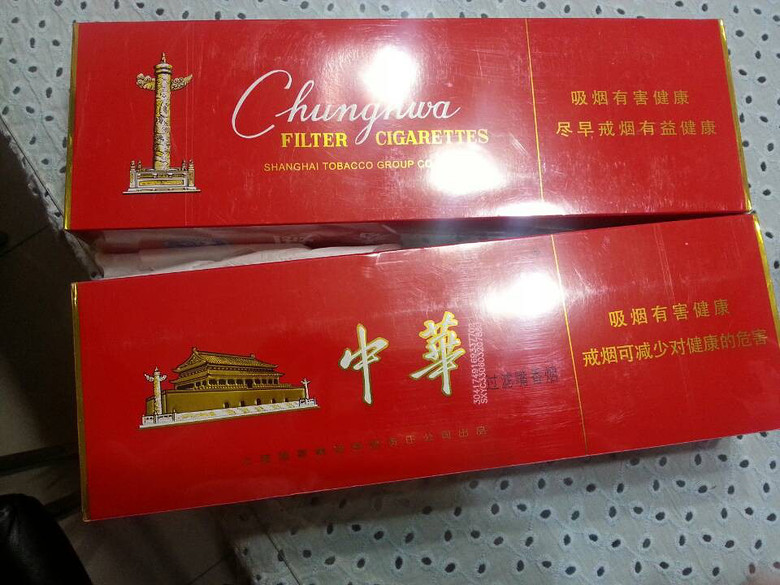 Chunghwa
FILTER CIGARETTES
SHANGHAI TOBACCO GROUP CO
吸烟有害健康
尽早戒烟有益健康
中華
过滤嘴香烟
吸烟有害健康
戒烟可减少对健康的危害